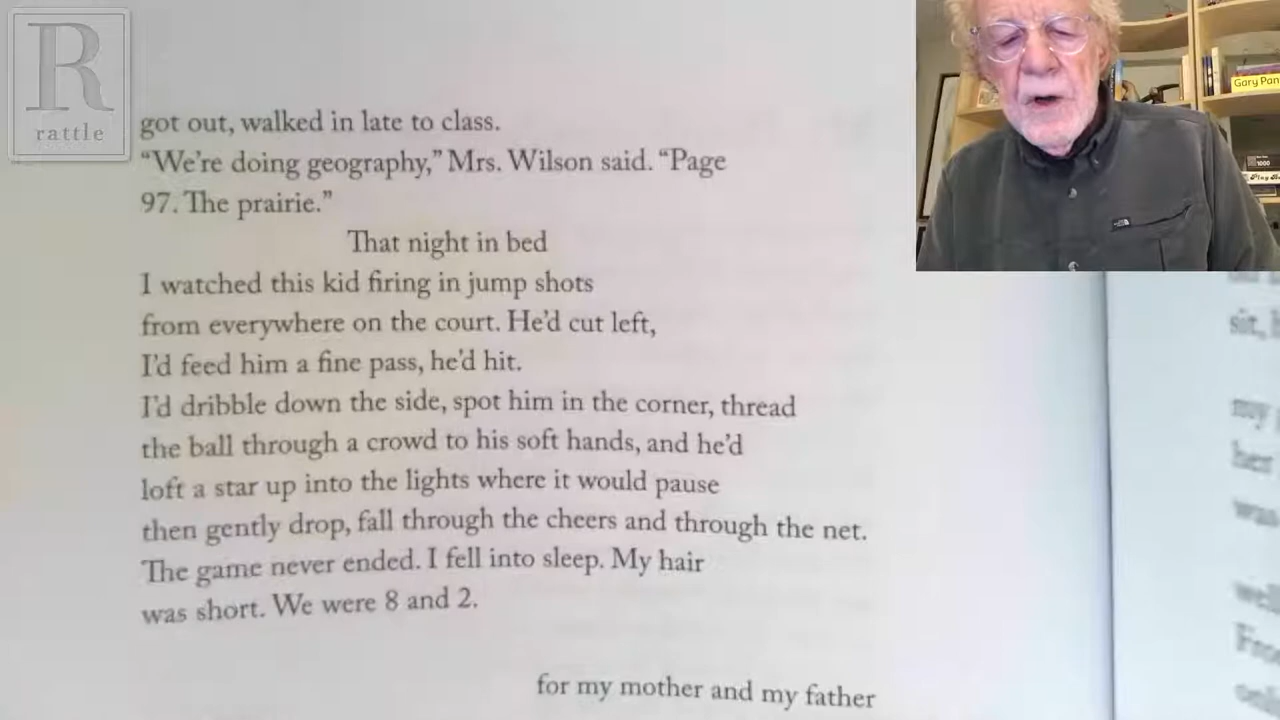 R
rattle
got out, walked in late to class.
“We’re doing geography,” Mrs. Wilson said. “Page
97. The prairie.”
That night in bed
I watched this kid firing in jump shots
from everywhere on the court. He’d cut left,
I’d feed him a fine pass, he’d hit.
I’d dribble down the side, spot him in the corner, thread
the ball through a crowd to his soft hands, and he’d
loft a star up into the lights where it would pause
then gently drop, fall through the cheers and through the net.
The game never ended. I fell into sleep. My hair
was short. We were 8 and 2.
for my mother and my father
Gary
sit,
my
her
was